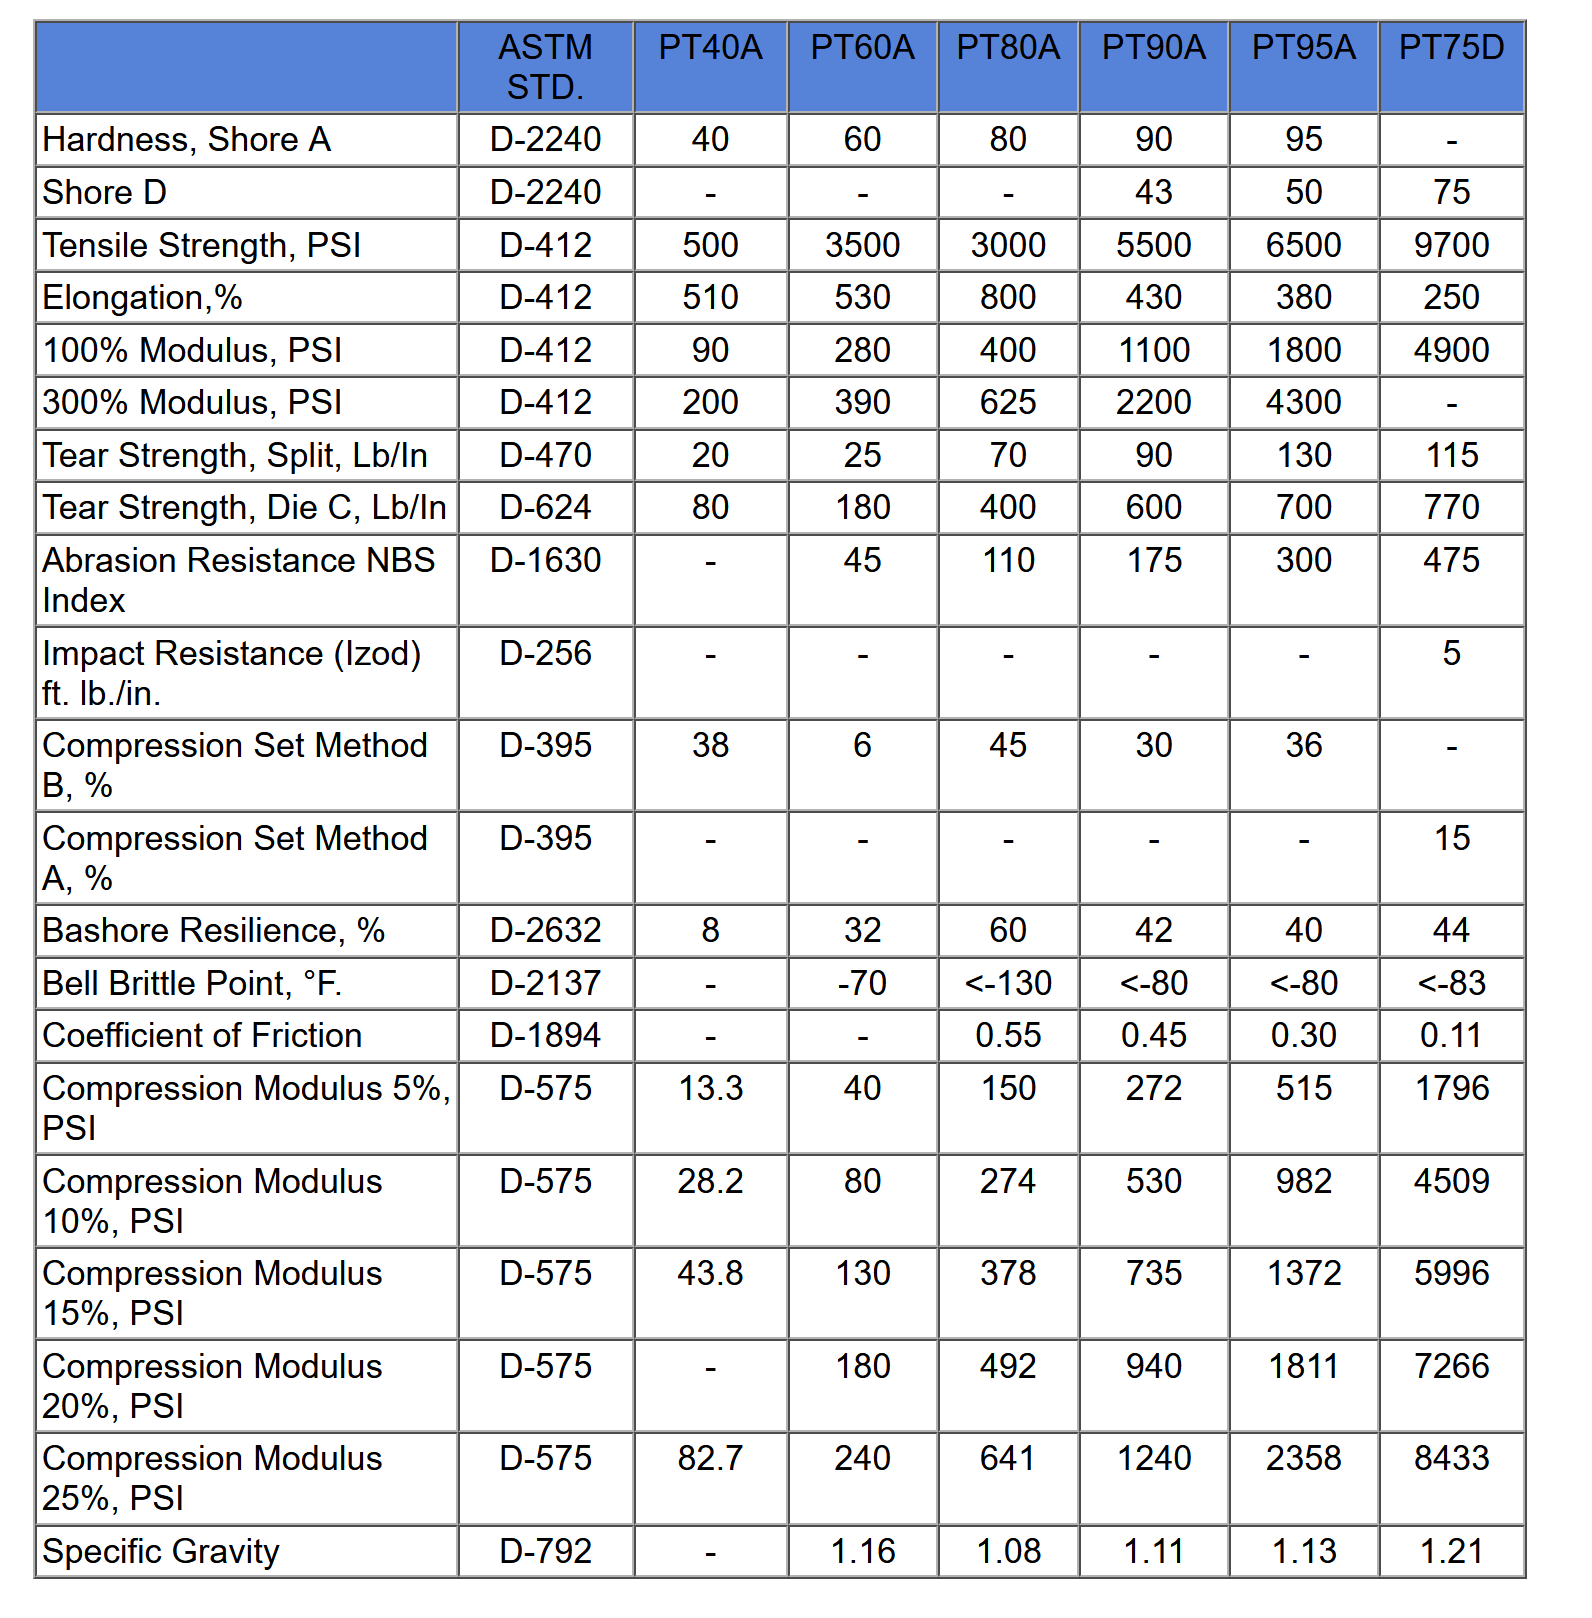 ASTM STD. PT40A PT60A PT80A PT90A PT95A PT75D
Hardness, Shore A D-2240 40 60 80 90 95 -
Shore D D-2240 - - - 43 50 75
Tensile Strength, PSI D-412 500 3500 3000 5500 6500 9700
Elongation,% D-412 510 530 800 430 380 250
100% Modulus, PSI D-412 90 280 400 1100 1800 4900
300% Modulus, PSI D-412 200 390 625 2200 4300 -
Tear Strength, Split, Lb/In D-470 20 25 70 90 130 115
Tear Strength, Die C, Lb/In D-624 80 180 400 600 700 770
Abrasion Resistance NBS Index D-1630 - 45 110 175 300 475
Impact Resistance (Izod) ft. lb./in. D-256 - - - - - 5
Compression Set Method B, % D-395 38 6 45 30 36 -
Compression Set Method A, % D-395 - - - - - 15
Bashore Resilience, % D-2632 8 32 60 42 40 44
Bell Brittle Point, °F. D-2137 - -70 <-130 <-80 <-80 <-83
Coefficient of Friction D-1894 - - 0.55 0.45 0.30 0.11
Compression Modulus 5%, PSI D-575 13.3 40 150 272 515 1796
Compression Modulus 10%, PSI D-575 28.2 80 274 530 982 4509
Compression Modulus 15%, PSI D-575 43.8 130 378 735 1372 5996
Compression Modulus 20%, PSI D-575 - 180 492 940 1811 7266
Compression Modulus 25%, PSI D-575 82.7 240 641 1240 2358 8433
Specific Gravity D-792 - 1.16 1.08 1.11 1.13 1.21